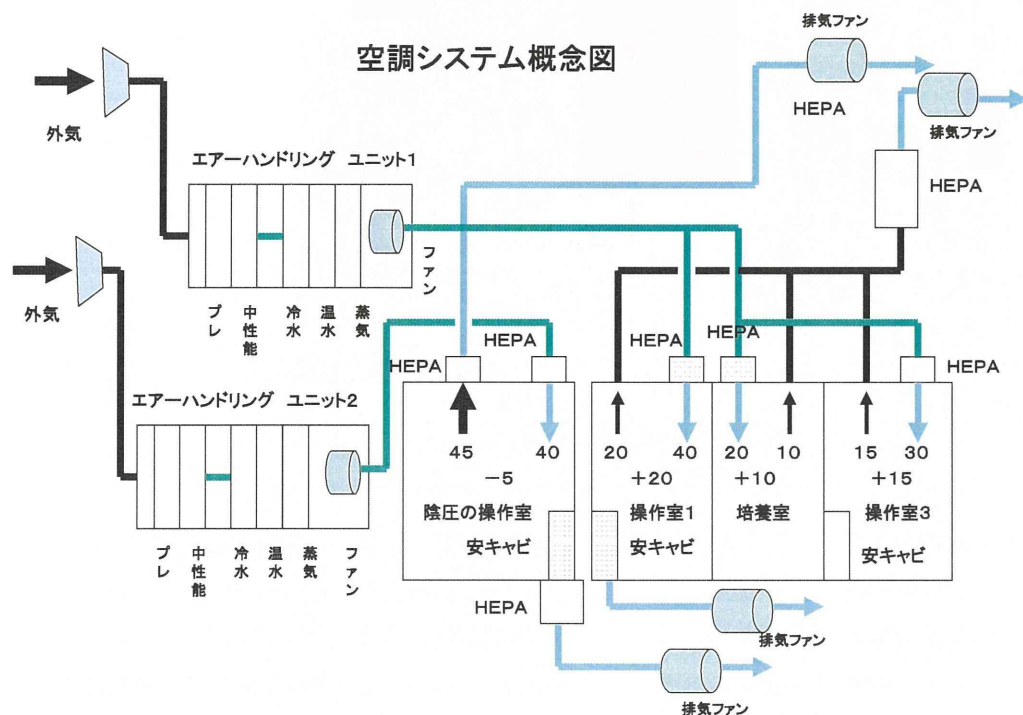 空調システム概念図
排気ファン
HEPA
排気ファン
HEPA
外気
エアーハンドリング ユニット1
ファン
プレ
中性能
冷水
温水
蒸気
外気
エアーハンドリング ユニット2
プレ
中性能
冷水
温水
蒸気
ファン
HEPA
HEPA
HEPA
HEPA
HEPA
45
40
-5
陰圧の操作室
安キャビ
20
40
+20
操作室1
安キャビ
20
10
+10
培養室
15
30
+15
操作室3
安キャビ
HEPA
排気ファン
排気ファン